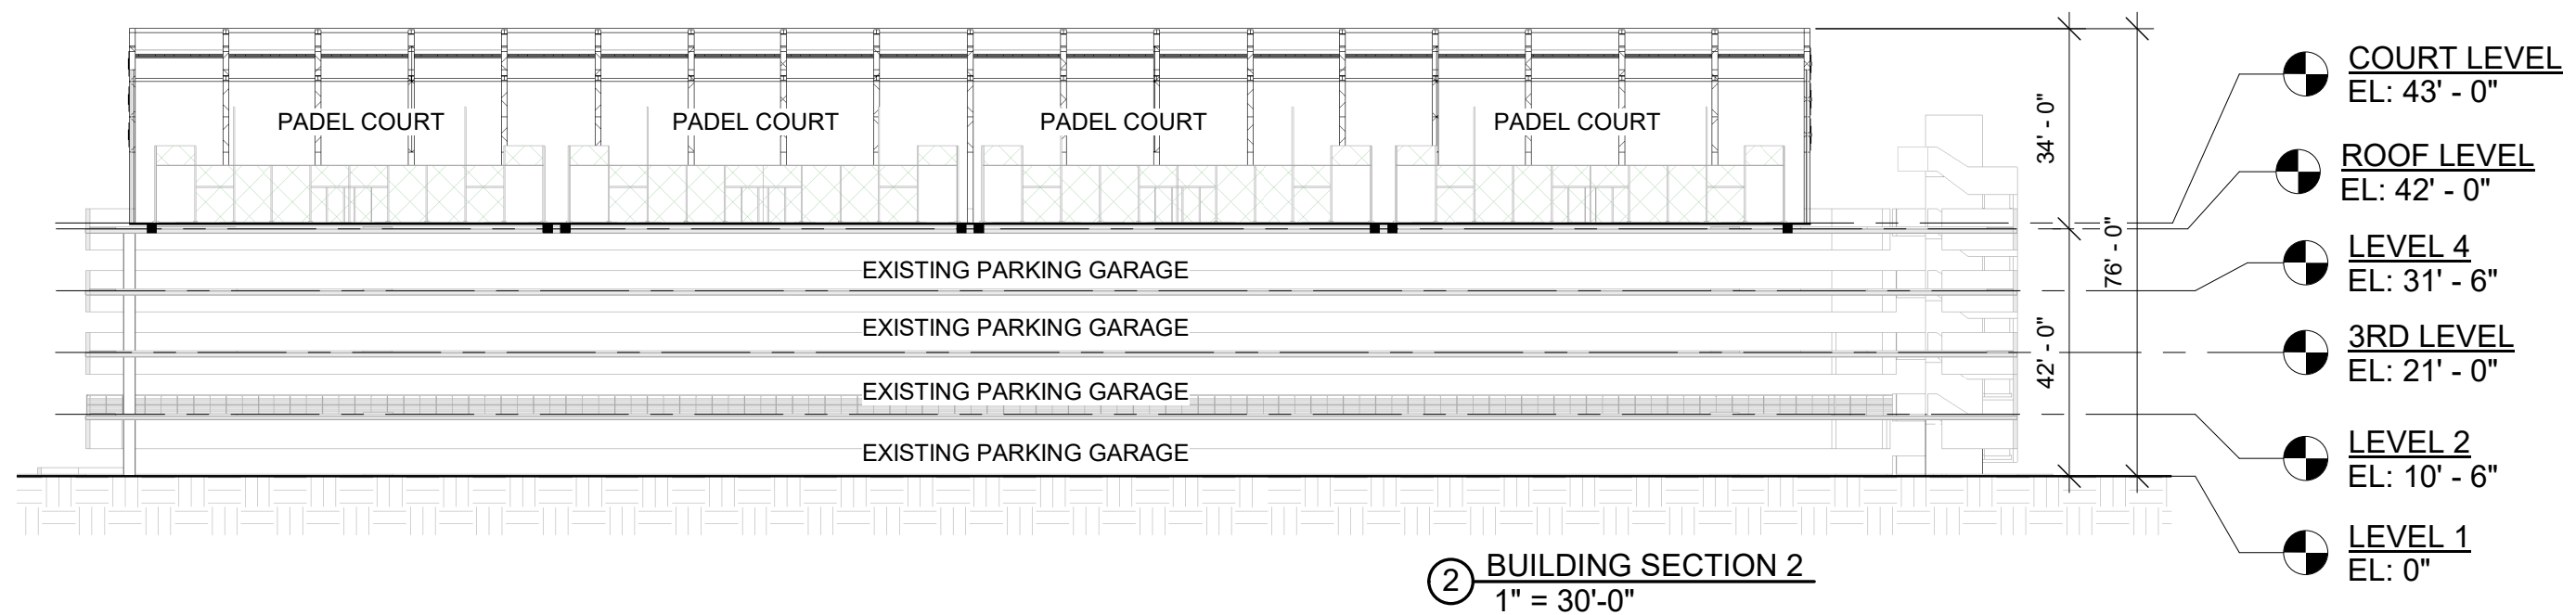 PADEL COURT
PADEL COURT
PADEL COURT
PADEL COURT
EXISTING PARKING GARAGE
EXISTING PARKING GARAGE
EXISTING PARKING GARAGE
EXISTING PARKING GARAGE
34' - 0"
42' - 0"
76' - 0"
COURT LEVEL
EL: 43' - 0"
ROOF LEVEL
EL: 42' - 0"
LEVEL 4
EL: 31' - 6"
3RD LEVEL
EL: 21' - 0"
LEVEL 2
EL: 10' - 6"
LEVEL 1
EL: 0"
2
BUILDING SECTION 2
1" = 30'-0"